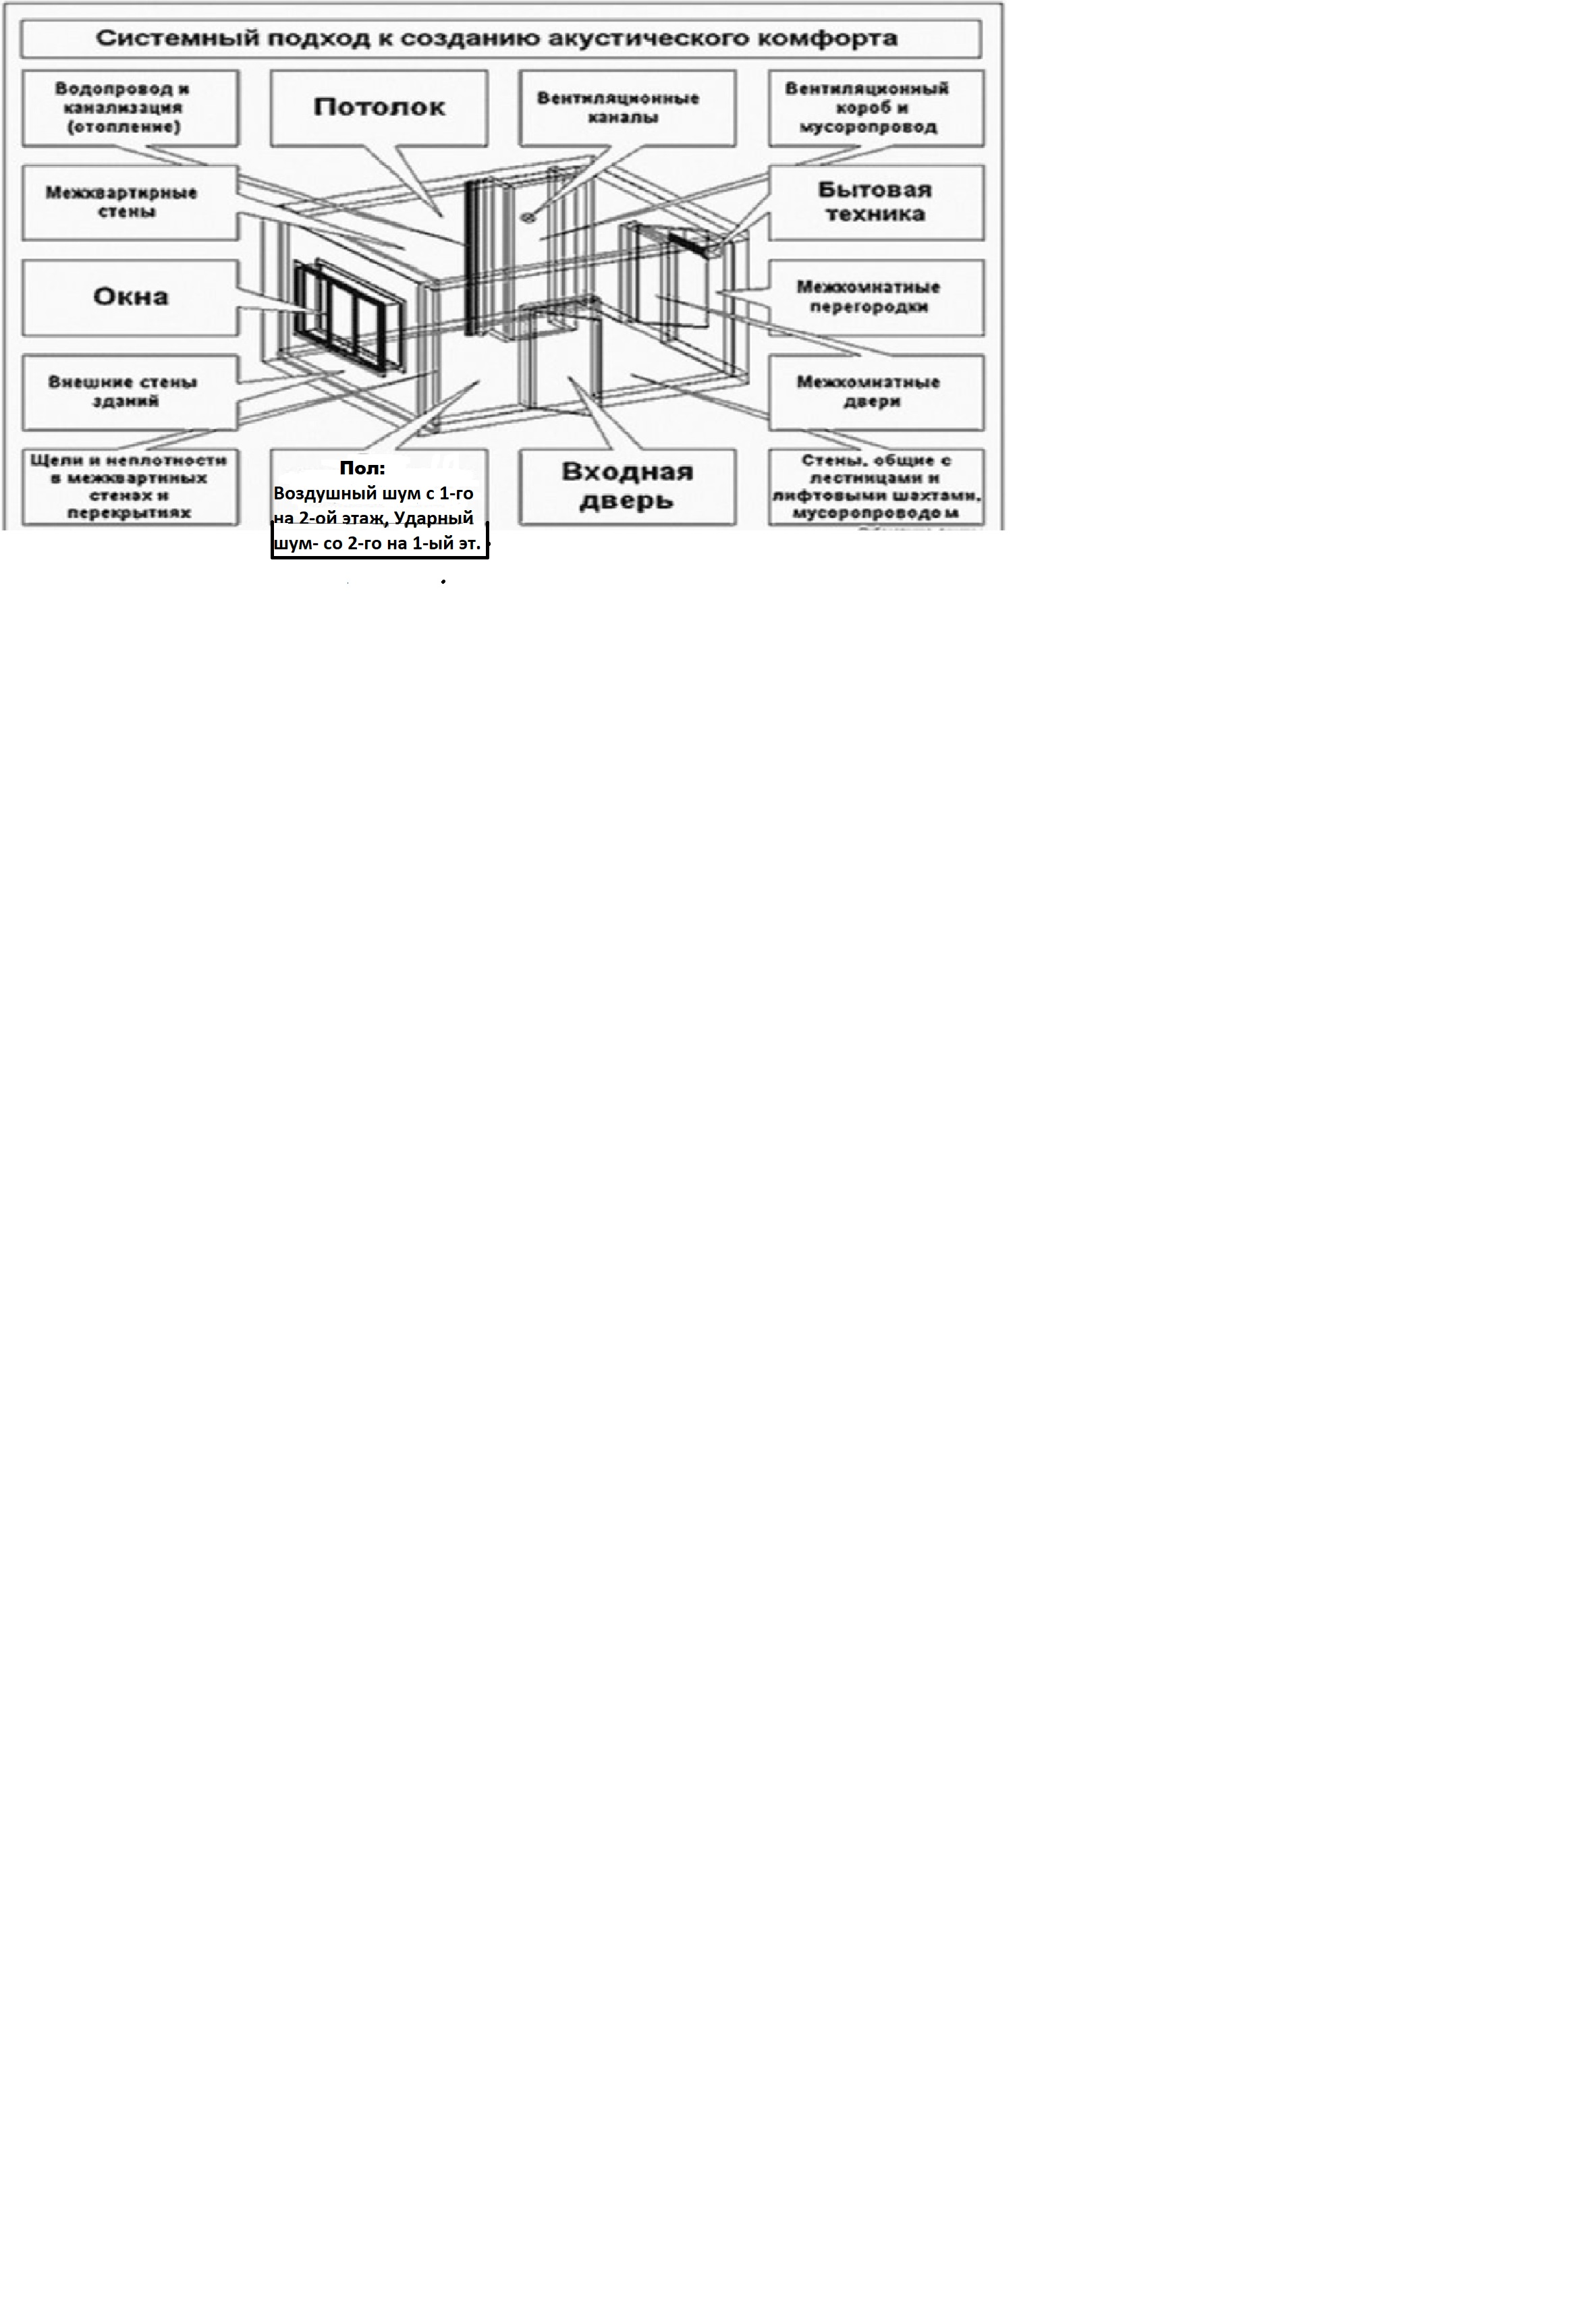 Системный подход к созданию акустического комфорта
Водопровод и
канализация
(отопление)
Потолок
Вентиляционные
каналы
Вентиляционный
короб и
мусоропровод
Межквартирные
стены
Бытовая
техника
Окна
Межкомнатные
перегородки
Внешние стены
зданий
Межкомнатные
двери
Щели и неплотности
в межквартиных
стенах и
перекрытиях
Пол:
Воздушный шум с 1-го
на 2-ой этаж, Ударный
шум- со 2-го на 1-ый эт.
Входная
дверь
Стены, общие с
лестницами и
лифтовыми шахтами,
мусоропроводом